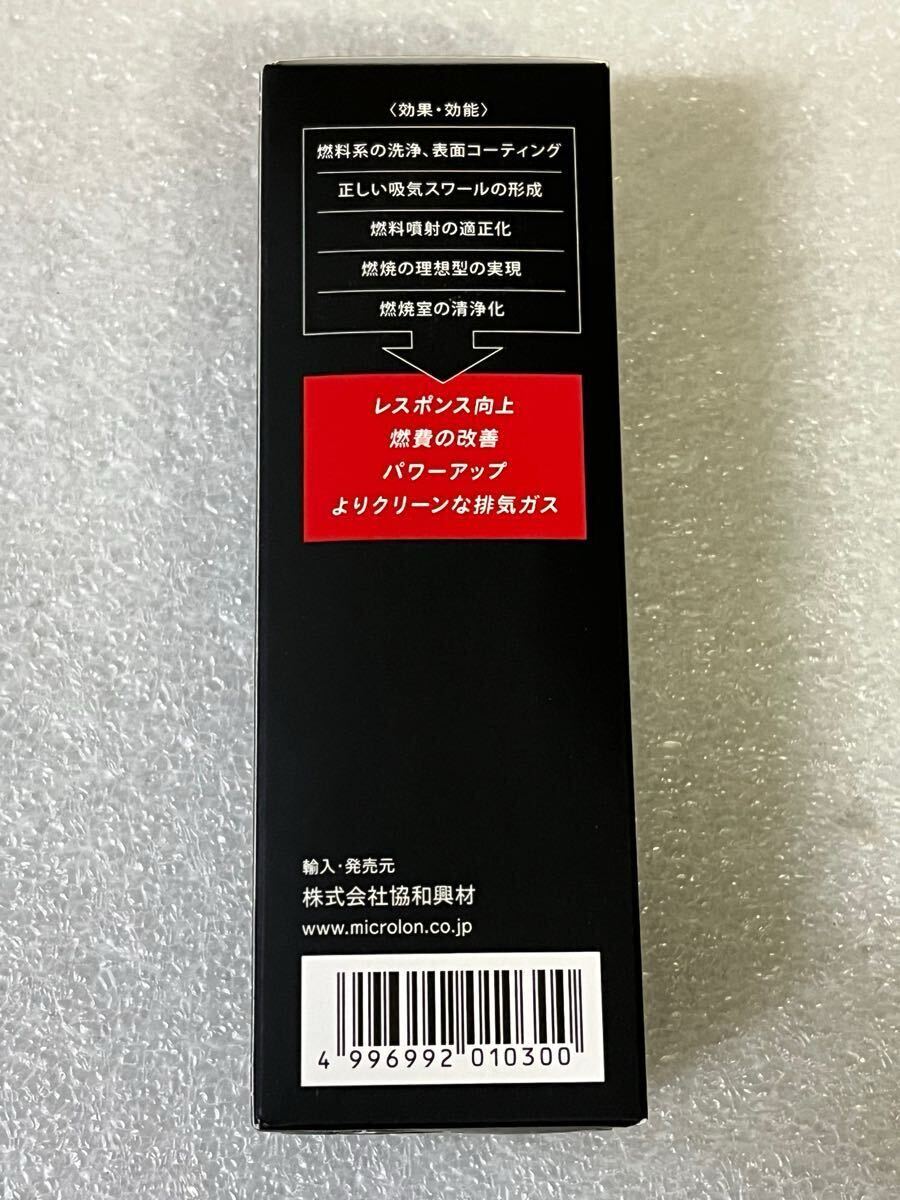 〈効果・効能〉
燃料系の洗浄、表面コーティング
正しい吸気スワールの形成
燃料噴射の適正化
燃焼の理想型の実現
燃焼室の清浄化
レスポンス向上
燃費の改善
パワーアップ
よりクリーンな排気ガス
輸入・発売元
株式会社協和興材
www.microlon.co.jp
4 996992 010300